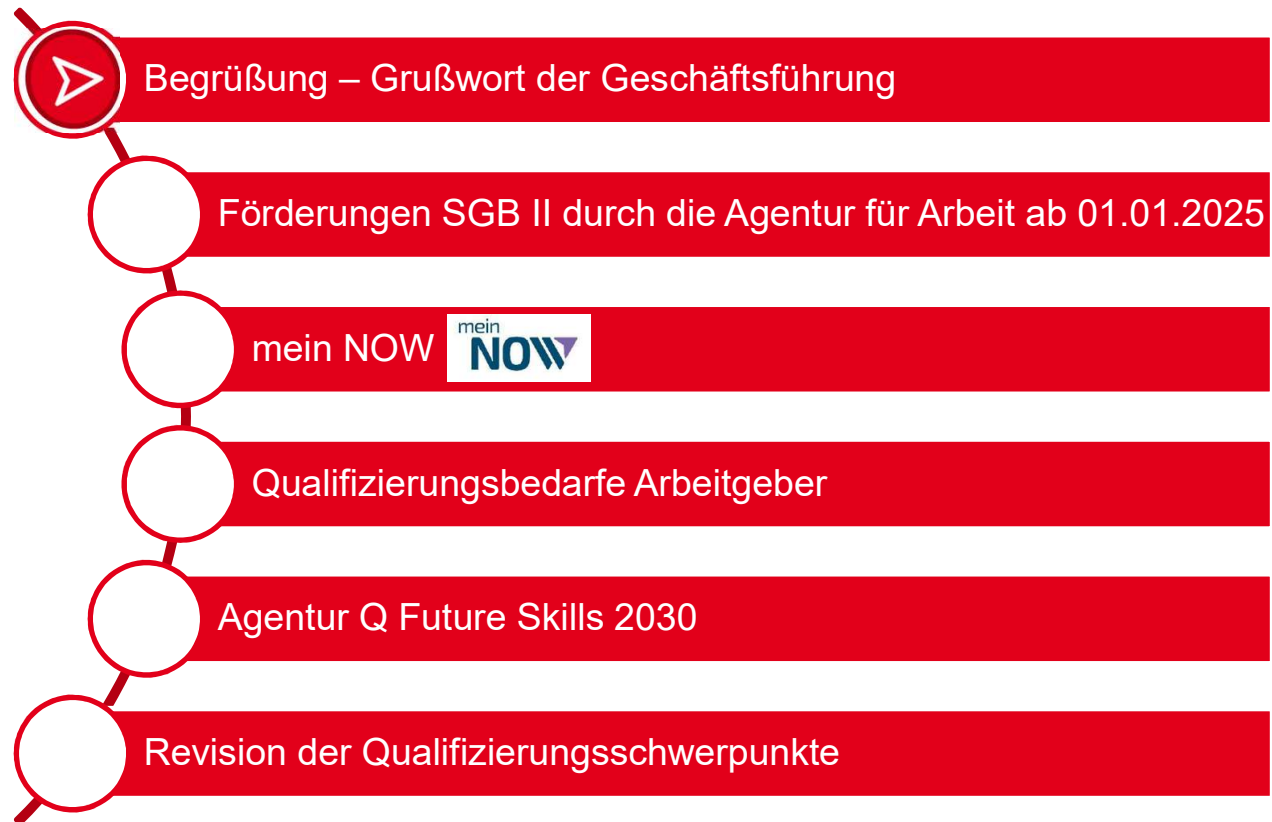 Begrüßung – Grußwort der Geschäftsführung
Förderungen SGB II durch die Agentur für Arbeit ab 01.01.2025
mein NOW mein NOW
Qualifizierungsbedarfe Arbeitgeber
Agentur Q Future Skills 2030
Revision der Qualifizierungsschwerpunkte